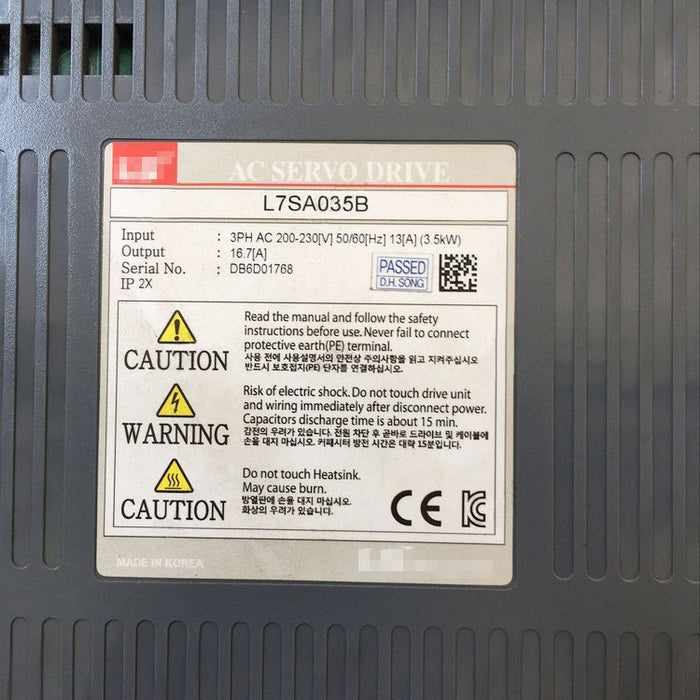 AC SERVO DRIVE
L7SA035B
Input : 3PH AC 200-230[V] 50/60[Hz] 13[A] (3.5kW)
Output : 16.7[A]
Serial No. : DB6D01768
IP 2X
PASSED
D.H. SONG
CAUTION
Read the manual and follow the safety
instructions before use. Never fail to connect
protective earth(PE) terminal.
사용 전에 사용설명서의 안전상 주의사항을 읽고 지켜주십시오
반드시 보호접지(PE) 단자를 연결하십시오.
WARNING
Risk of electric shock. Do not touch drive unit
and wiring immediately after disconnect power.
Capacitors discharge time is about 15 min.
감전의 우려가 있습니다. 전원 차단 후 곧바로 드라이브 및 케이블에
손을 대지 마십시오. 커패시터 방전 시간은 대략 15분입니다.
CAUTION
Do not touch Heatsink.
May cause burn.
방열판에 손을 대지 마십시오.
화상의 우려가 있습니다.
CE
MADE IN KOREA